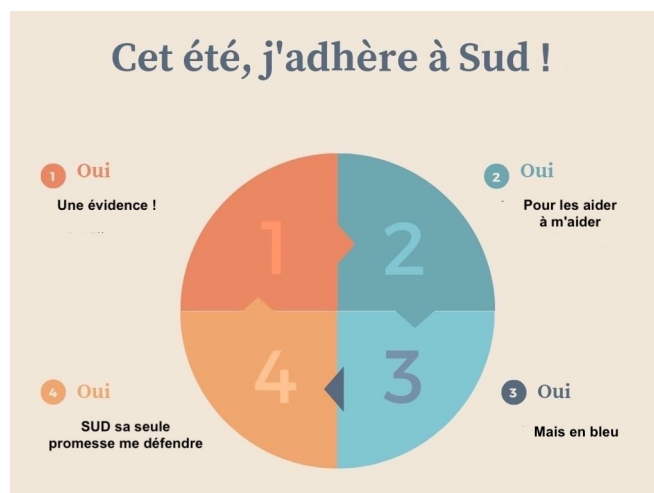 Cet été, j'adhère à Sud !
1 Oui
Une évidence !
2 Oui
Pour les aider
à m'aider
1
2
4
3
4 Oui
SUD sa seule
promesse me défendre
3 Oui
Mais en bleu